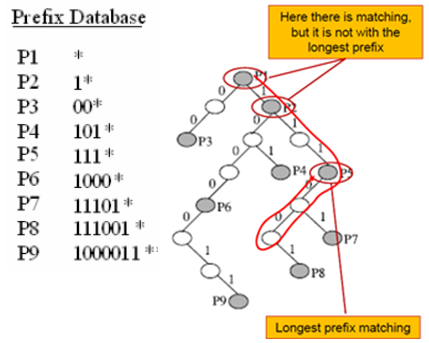 Prefix Database
P1 *
P2 1*
P3 00*
P4 101*
P5 111*
P6 1000*
P7 11101*
P8 111001*
P9 1000011*
Here there is matching,
but it is not with the
longest prefix
P1
0 1
P2
0 0 1
P3
0 1 1
P4
P5
0 0
P6
0 0 1
P7
1 1
P8
1
P9
Longest prefix matching